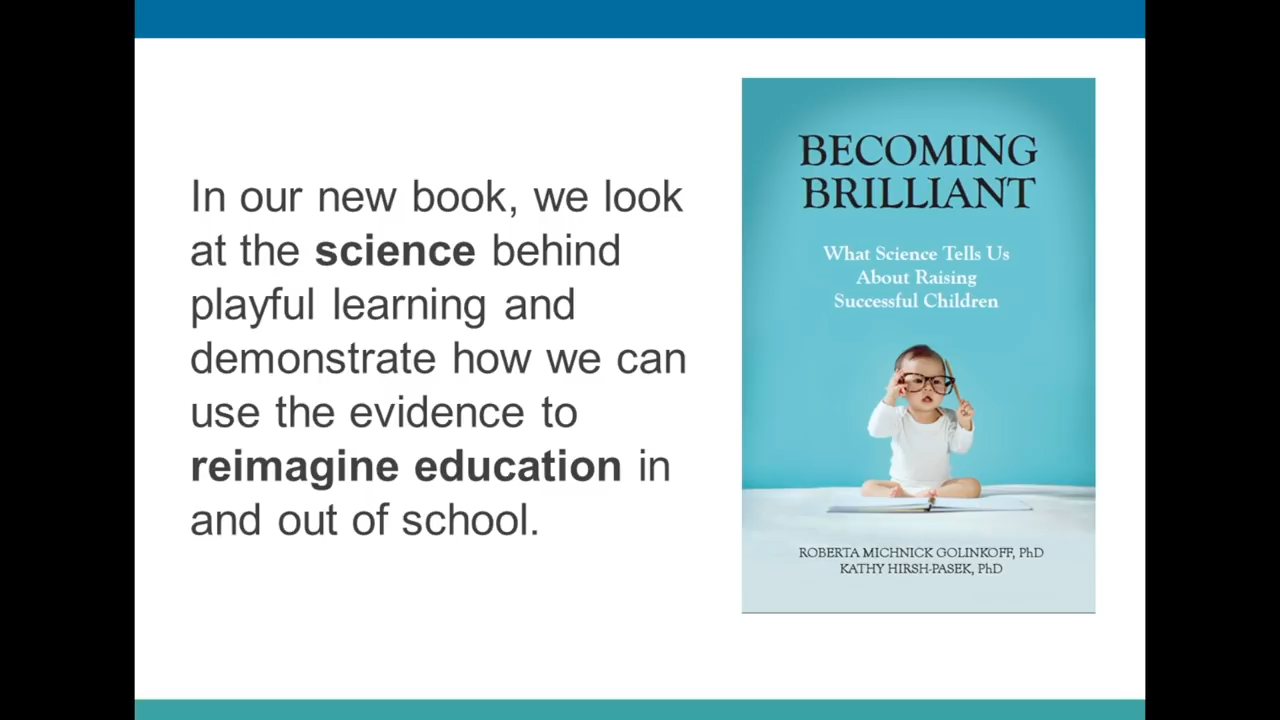 In our new book, we look
at the science behind
playful learning and
demonstrate how we can
use the evidence to
reimagine education in
and out of school.
BECOMING
BRILLIANT
What Science Tells Us
About Raising
Successful Children
ROBERTA MICHNICK GOLINKOFF, PhD
KATHY HIRSH-PASEK, PhD